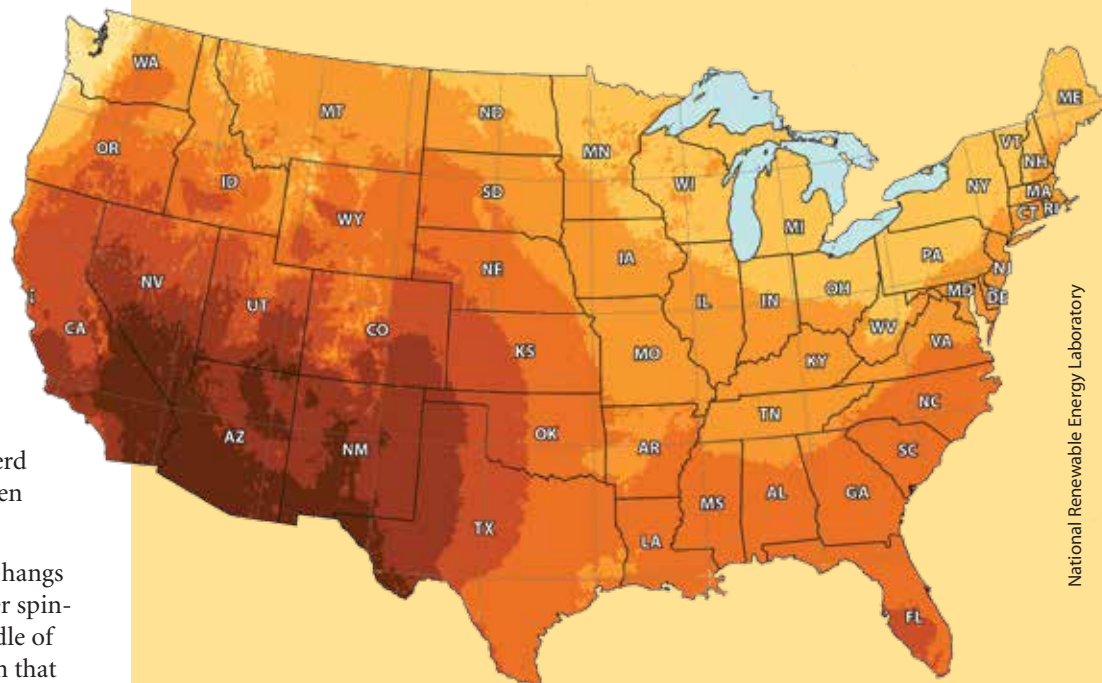 WA
MT
ND
MN
ME
VT
NH
OR
ID
WY
SD
WI
MI
NY
MA
CT RI
NV
UT
CO
NE
IA
IL
IN
OH
PA
NJ
MD
DE
WV
VA
CA
KS
MO
KY
AZ
NM
OK
AR
TN
NC
SC
TX
LA
MS
AL
GA
FL
National Renewable Energy Laboratory
erd
en
hangs
er spin-
dle of
n that